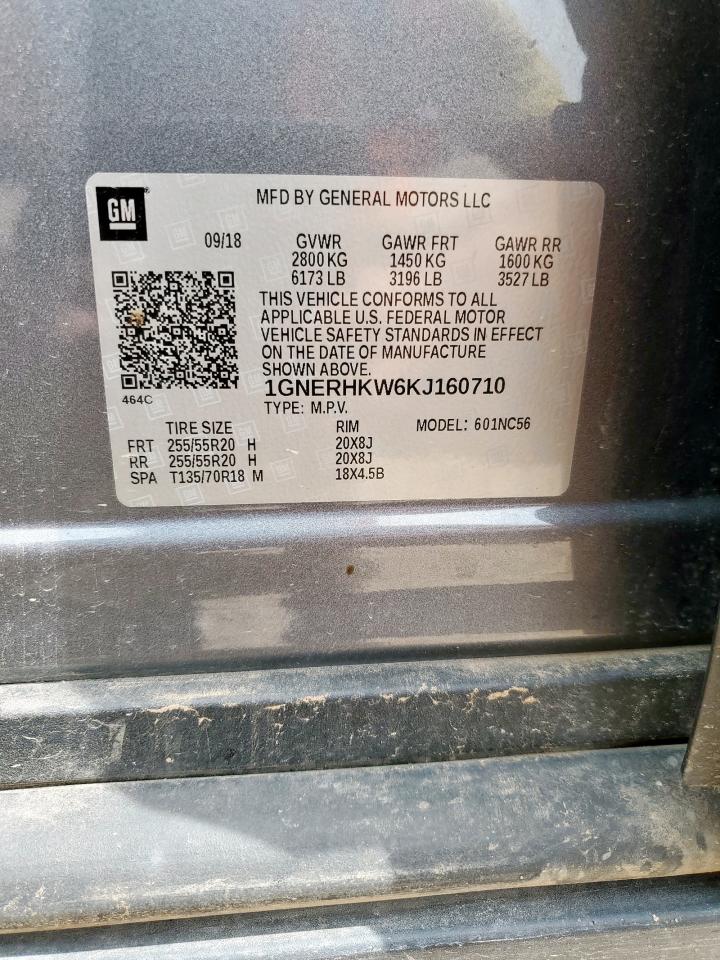 GM
MFD BY GENERAL MOTORS LLC
09/18 GVWR GAWR FRT GAWR RR
2800 KG 1450 KG 1600 KG
6173 LB 3196 LB 3527 LB
THIS VEHICLE CONFORMS TO ALL
APPLICABLE U.S. FEDERAL MOTOR
VEHICLE SAFETY STANDARDS IN EFFECT
ON THE DATE OF MANUFACTURE
SHOWN ABOVE.
464C
1GNERHKW6KJ160710
TYPE: M.P.V.
TIRE SIZE RIM MODEL: 601NC56
FRT 255/55R20 H 20X8J
RR 255/55R20 H 20X8J
SPA T135/70R18 M 18X4.5B